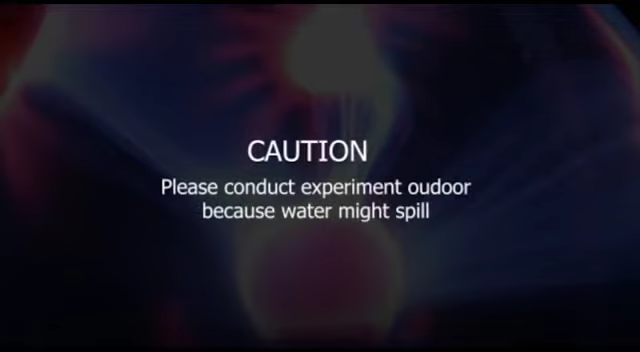 CAUTION
Please conduct experiment oudoor
because water might spill